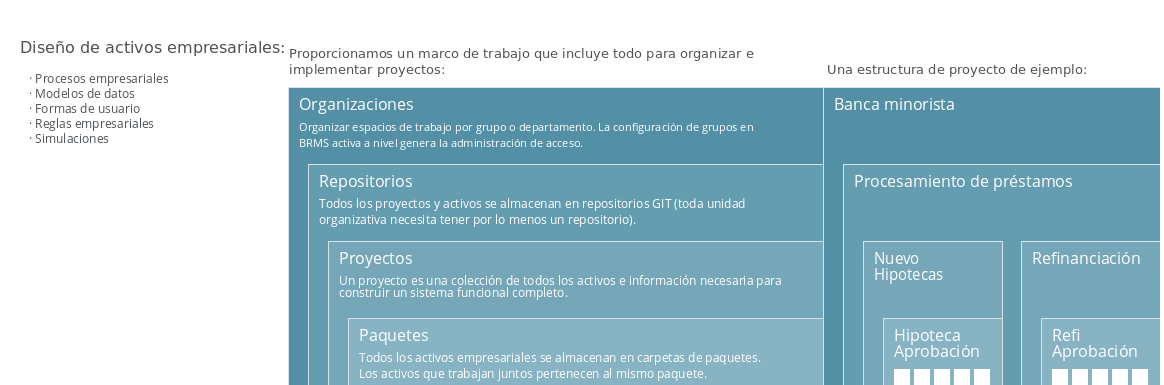 Diseño de activos empresariales:
· Procesos empresariales
· Modelos de datos
· Formas de usuario
· Reglas empresariales
· Simulaciones
Proporcionamos un marco de trabajo que incluye todo para organizar e
implementar proyectos:
Organizaciones
Organizar espacios de trabajo por grupo o departamento. La configuración de grupos en
BRMS activa a nivel genera la administración de acceso.
Repositorios
Todos los proyectos y activos se almacenan en repositorios GIT (toda unidad
organizativa necesita tener por lo menos un repositorio).
Proyectos
Un proyecto es una colección de todos los activos e información necesaria para
construir un sistema funcional completo.
Paquetes
Todos los activos empresariales se almacenan en carpetas de paquetes.
Los activos que trabajan juntos pertenecen al mismo paquete.
Una estructura de proyecto de ejemplo:
Banca minorista
Procesamiento de préstamos
Nuevo
Hipotecas
Hipoteca
Aprobación
Refinanciación
Refi
Aprobación